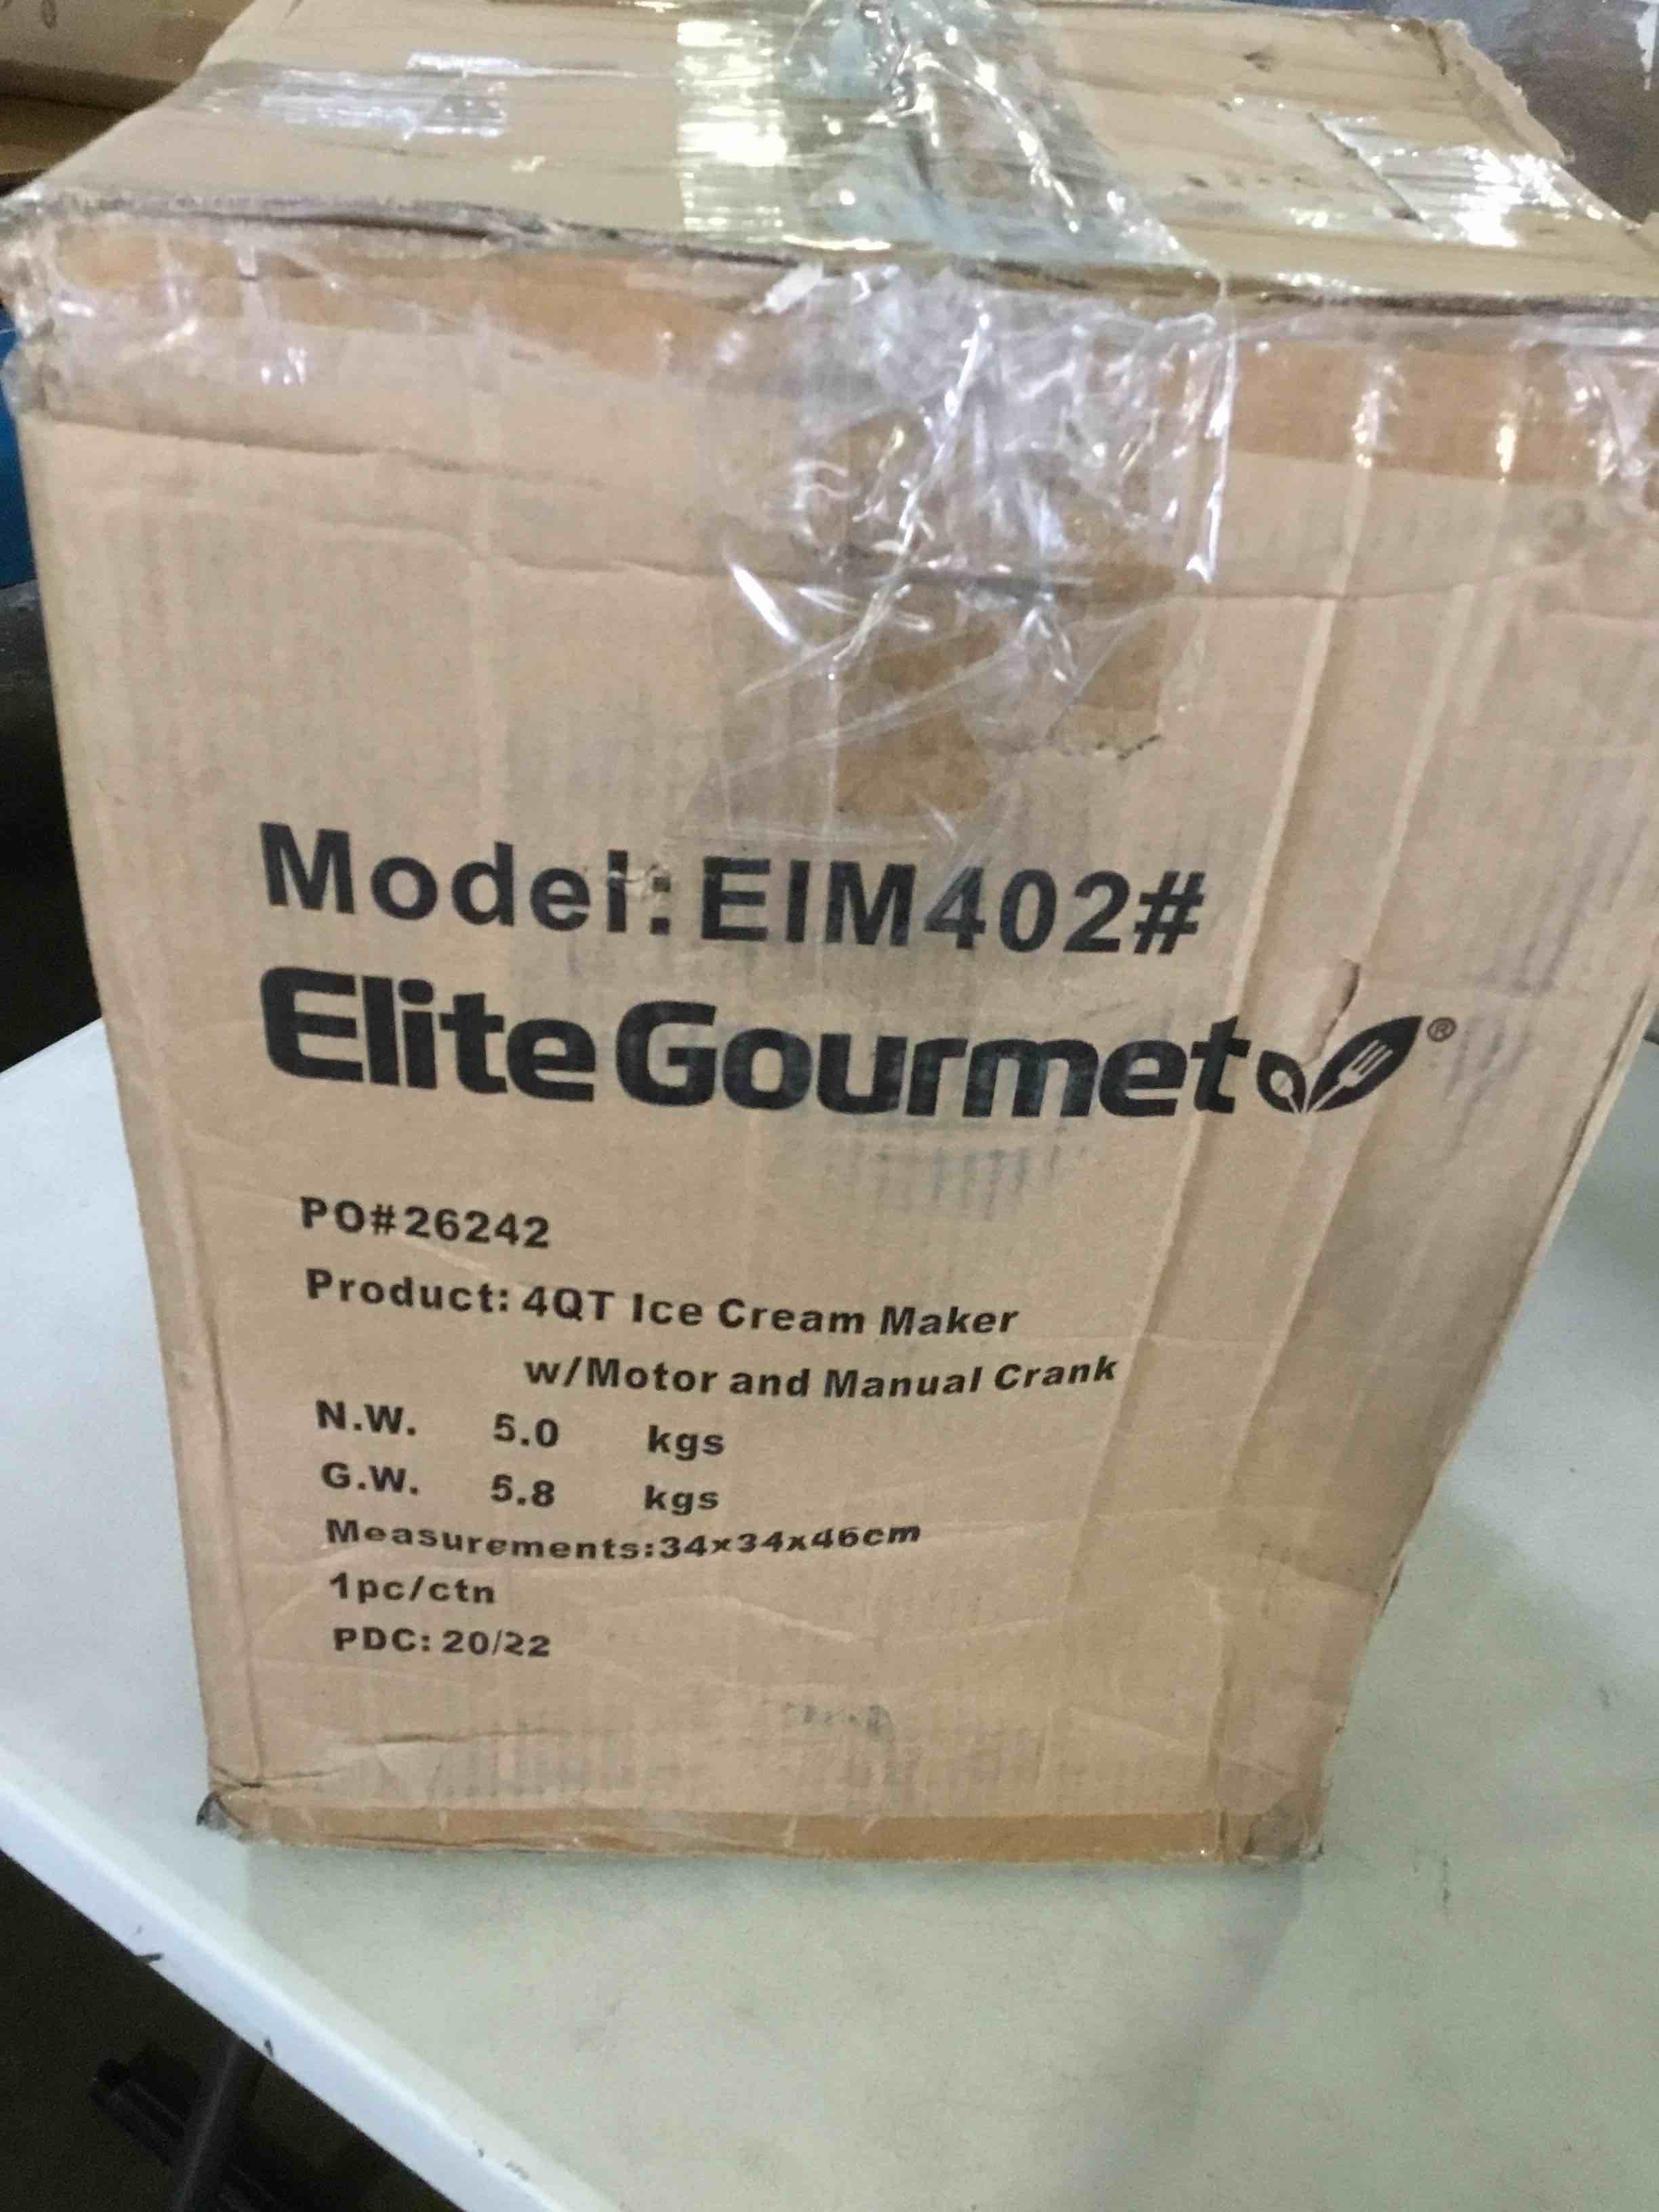 Model: EIM402#
Elite Gourmet®
PO#26242
Product: 4QT Ice Cream Maker
w/Motor and Manual Crank
N.W. 5.0 kgs
G.W. 5.8 kgs
Measurements:34x34x46cm
1pc/ctn
PDC: 20/22